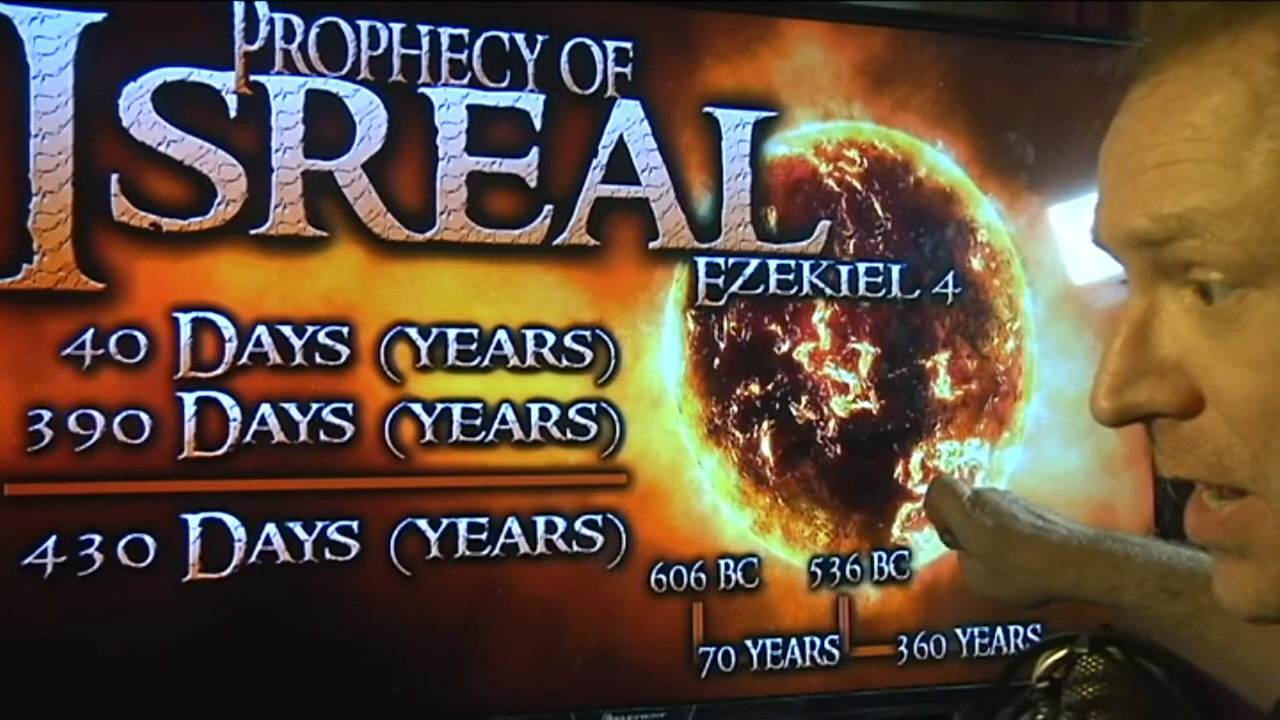 PROPHECY OF
ISREAL
EZEKIEL 4
40 DAYS (YEARS)
390 DAYS (YEARS)
430 DAYS (YEARS)
606 BC 536 BC
70 YEARS 360 YEARS
ELEMENT